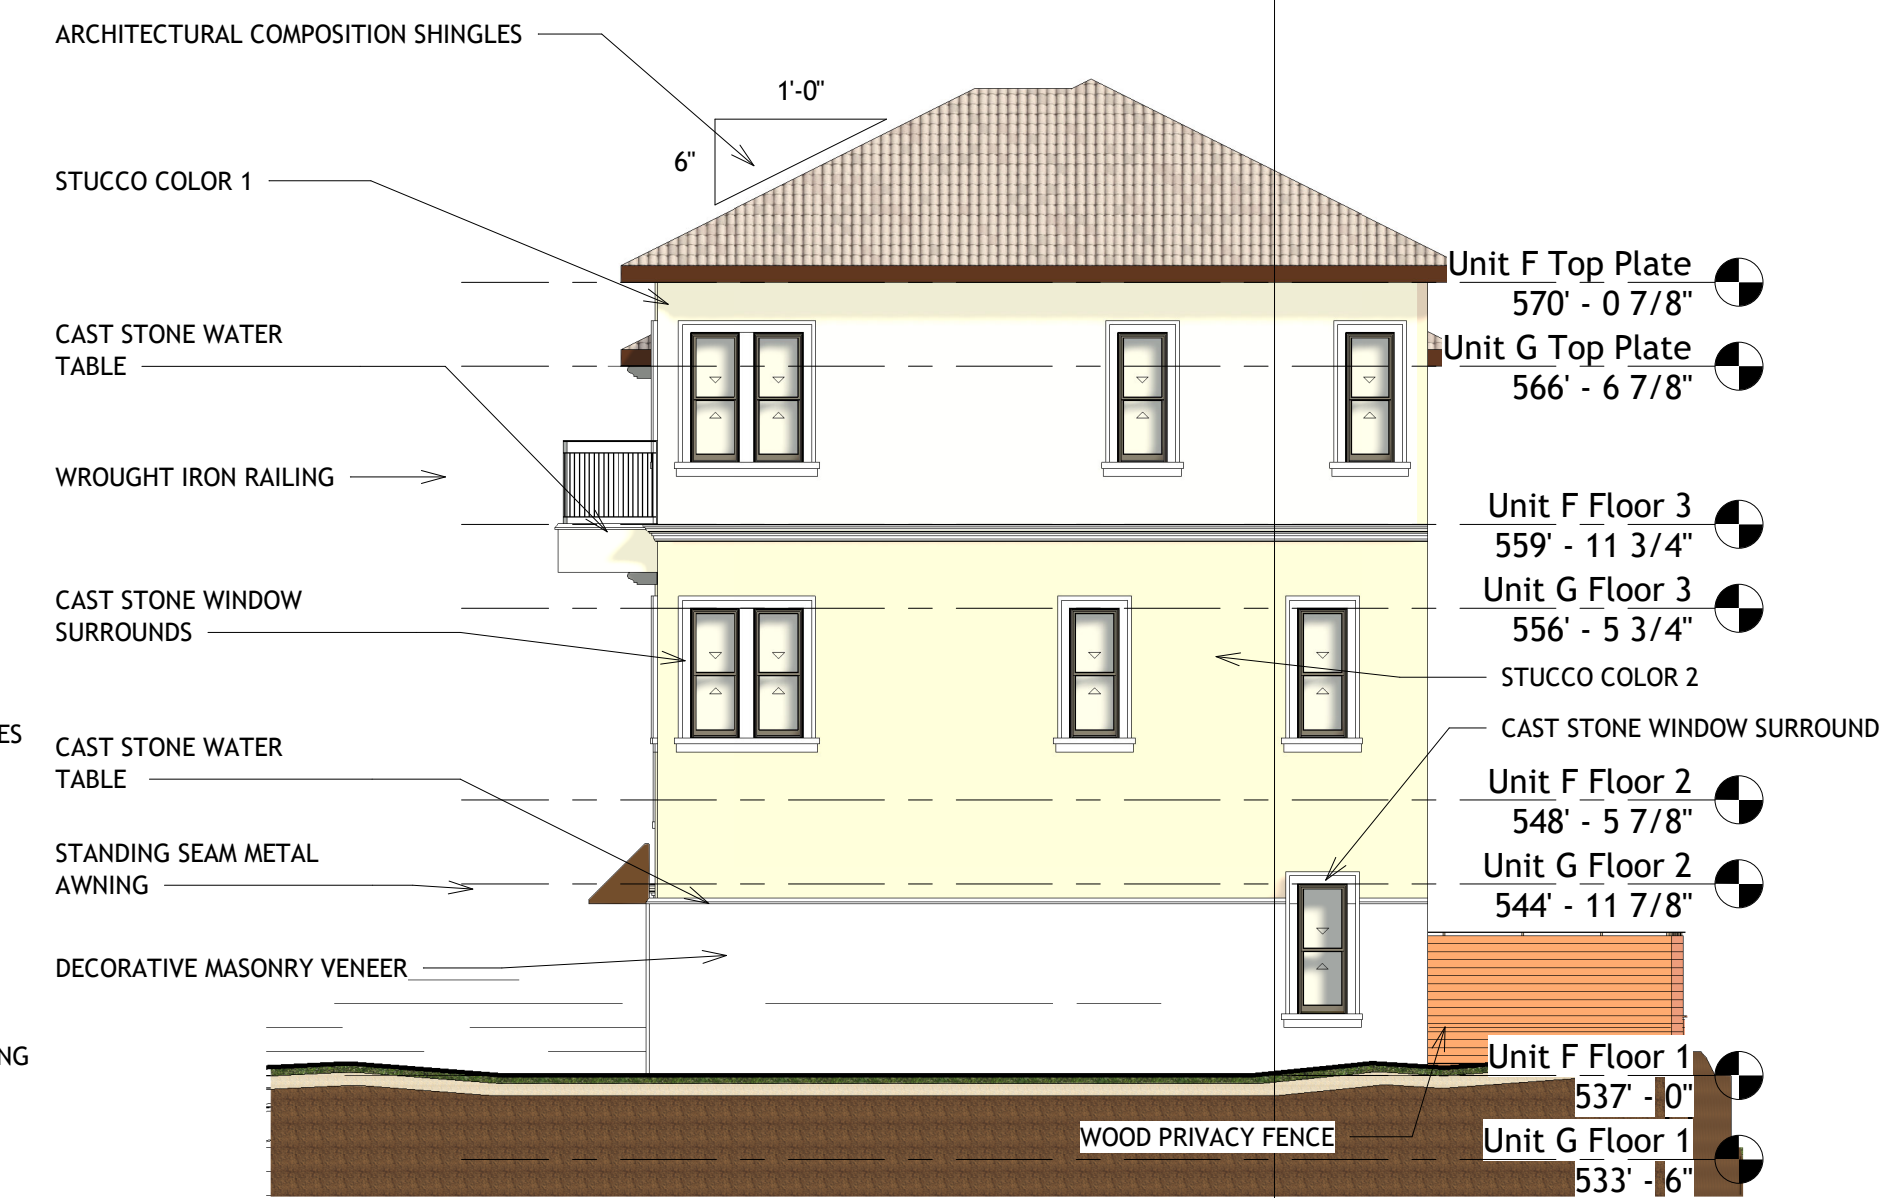 ARCHITECTURAL COMPOSITION SHINGLES
1'-0"
6"
STUCCO COLOR 1
Unit F Top Plate
570' - 0 7/8"
CAST STONE WATER
TABLE
Unit G Top Plate
566' - 6 7/8"
WROUGHT IRON RAILING
Unit F Floor 3
559' - 11 3/4"
CAST STONE WINDOW
SURROUNDS
Unit G Floor 3
556' - 5 3/4"
STUCCO COLOR 2
CAST STONE WINDOW SURROUND
ES
CAST STONE WATER
TABLE
Unit F Floor 2
548' - 5 7/8"
STANDING SEAM METAL
AWNING
Unit G Floor 2
544' - 11 7/8"
DECORATIVE MASONRY VENEER
NG
Unit F Floor 1
537' - 0"
WOOD PRIVACY FENCE
Unit G Floor 1
533' - 6"